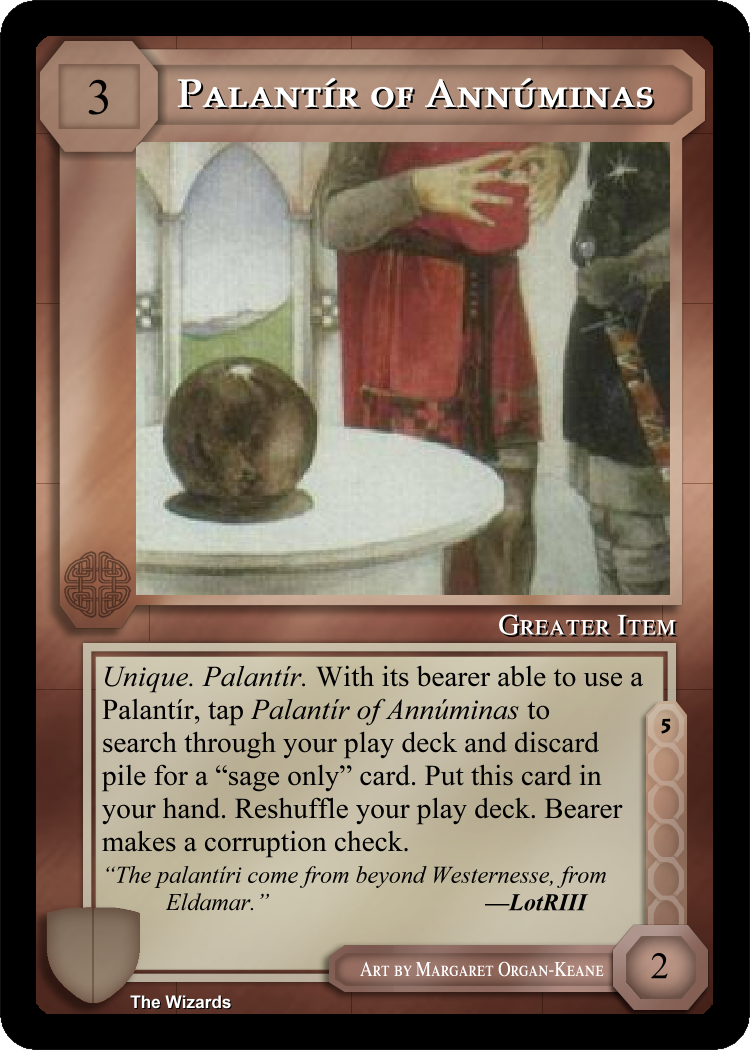 3
Palantír of Annúminas
Greater Item
Unique. Palantír. With its bearer able to use a
Palantír, tap Palantír of Annúminas to
search through your play deck and discard
pile for a “sage only” card. Put this card in
your hand. Reshuffle your play deck. Bearer
makes a corruption check.
“The palantíri come from beyond Westernesse, from
Eldamar.” —LotRIII
5
Art by Margaret Organ-Keane
2
The Wizards